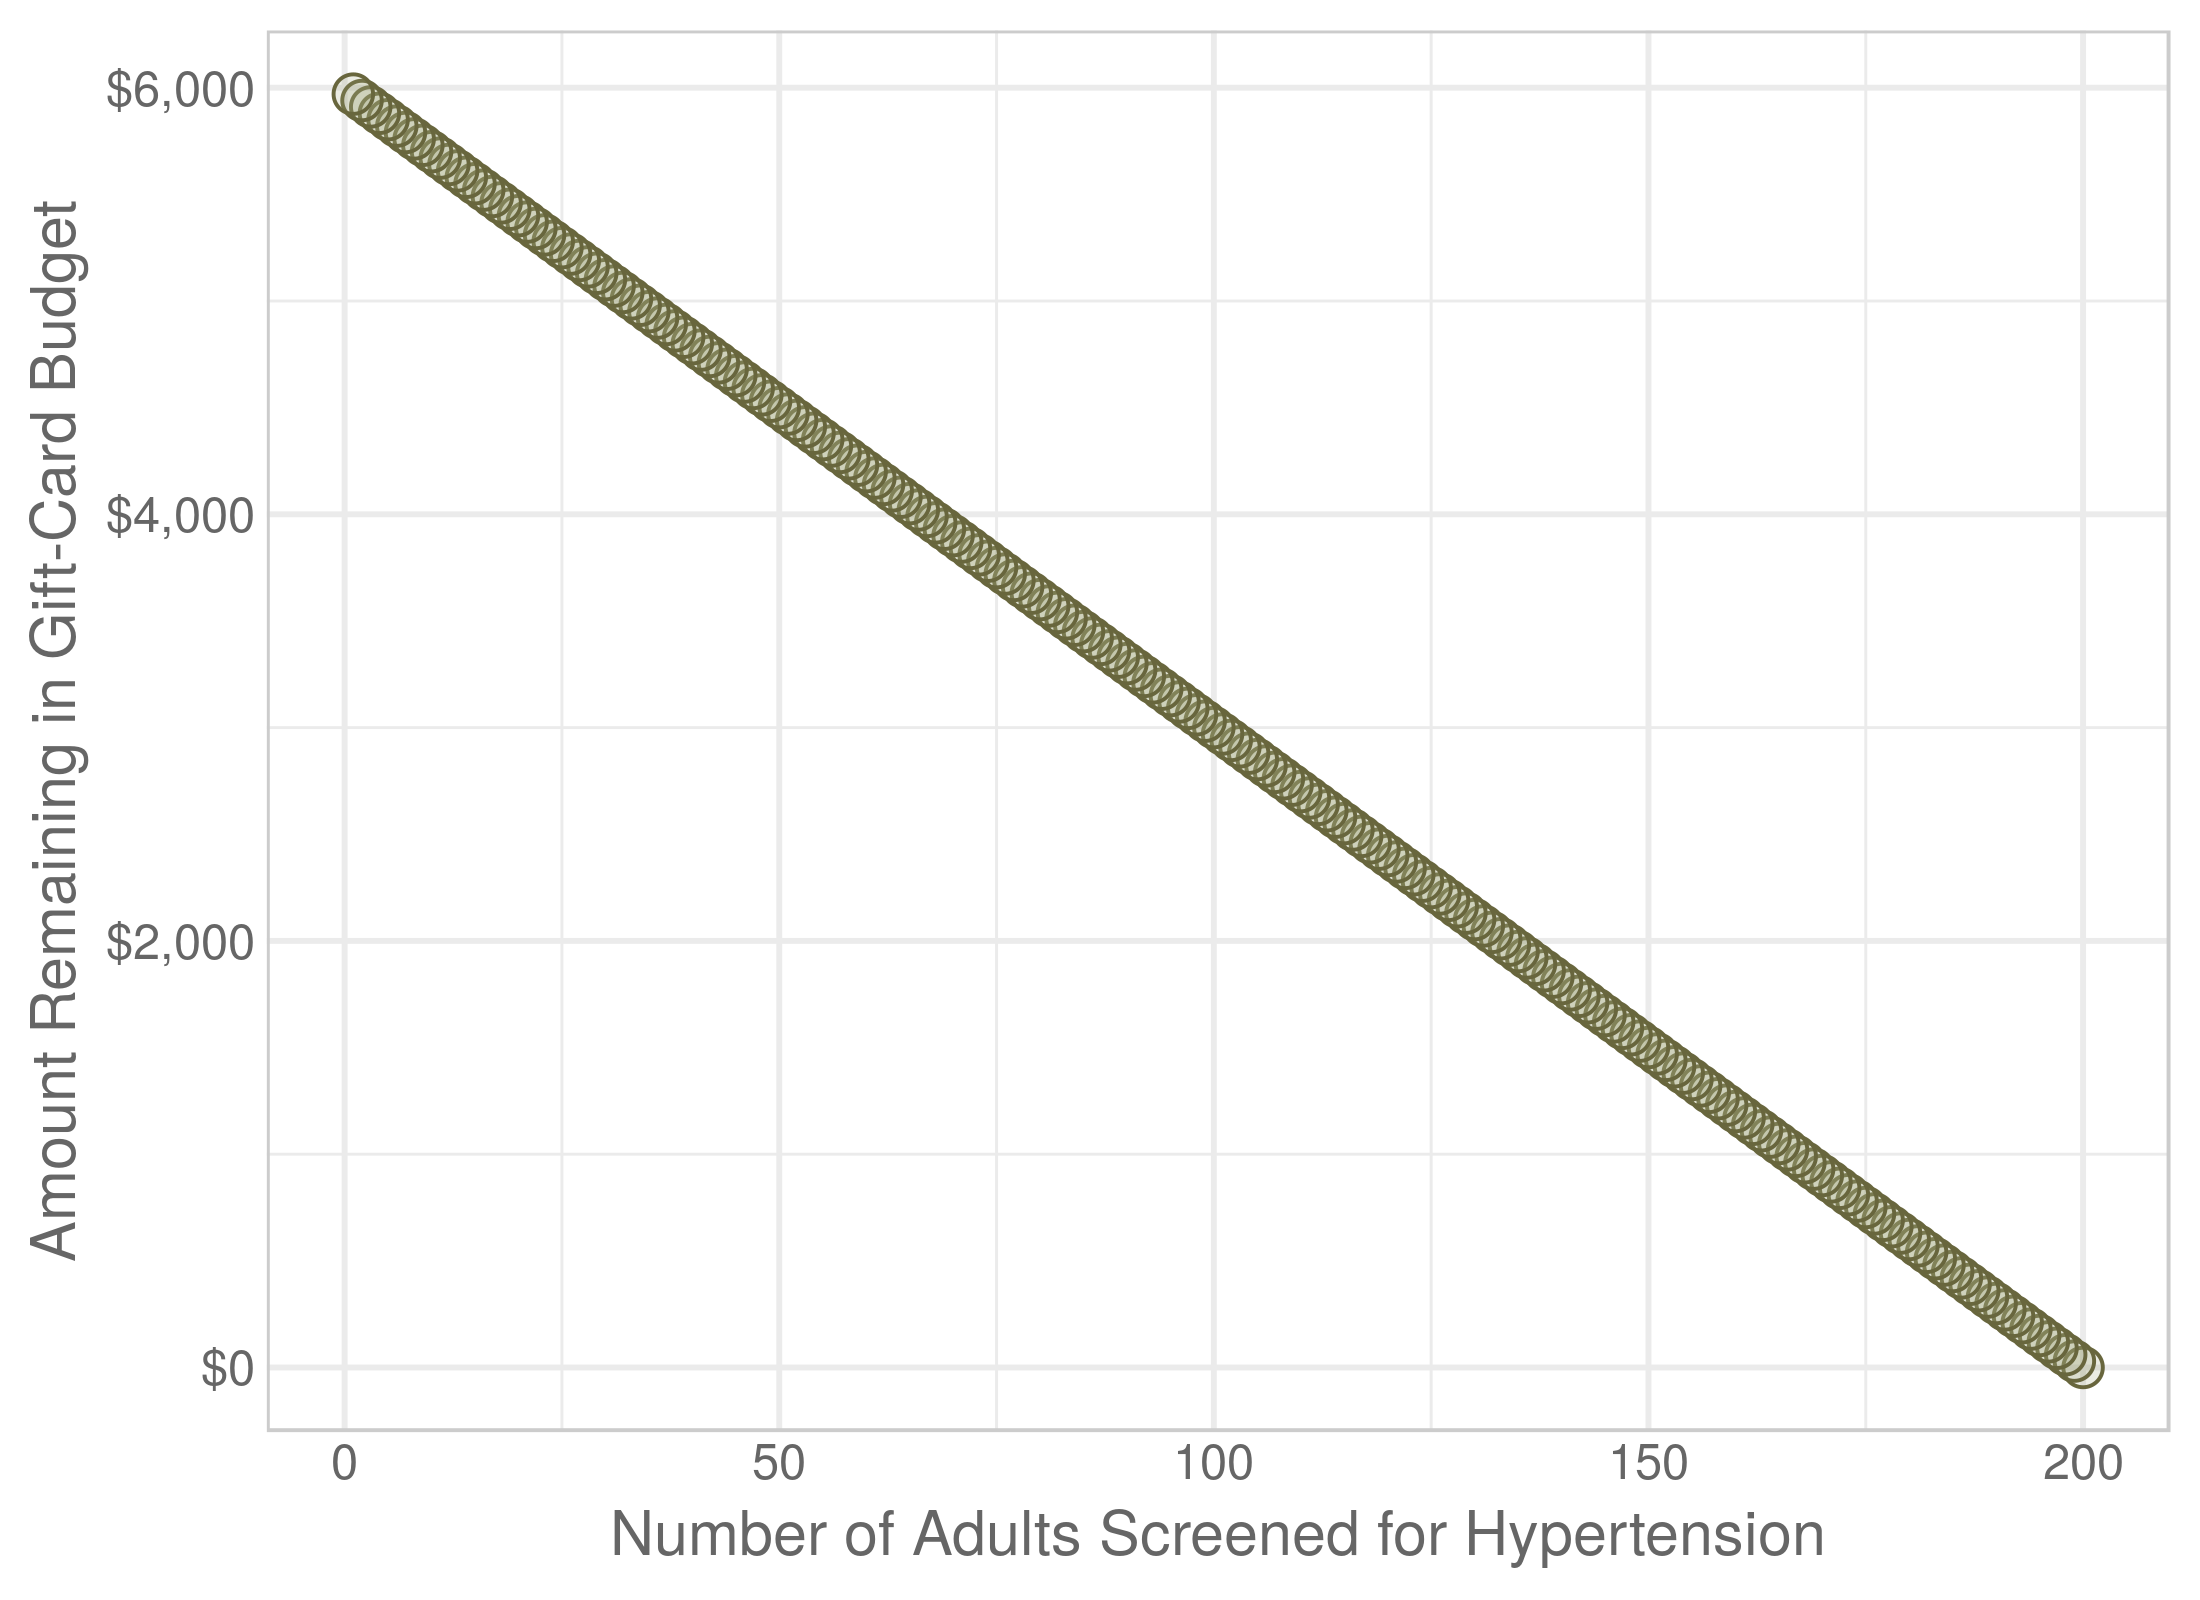 Amount Remaining in Gift-Card Budget
$6,000
$4,000
$2,000
$0
0 50 100 150 200
Number of Adults Screened for Hypertension